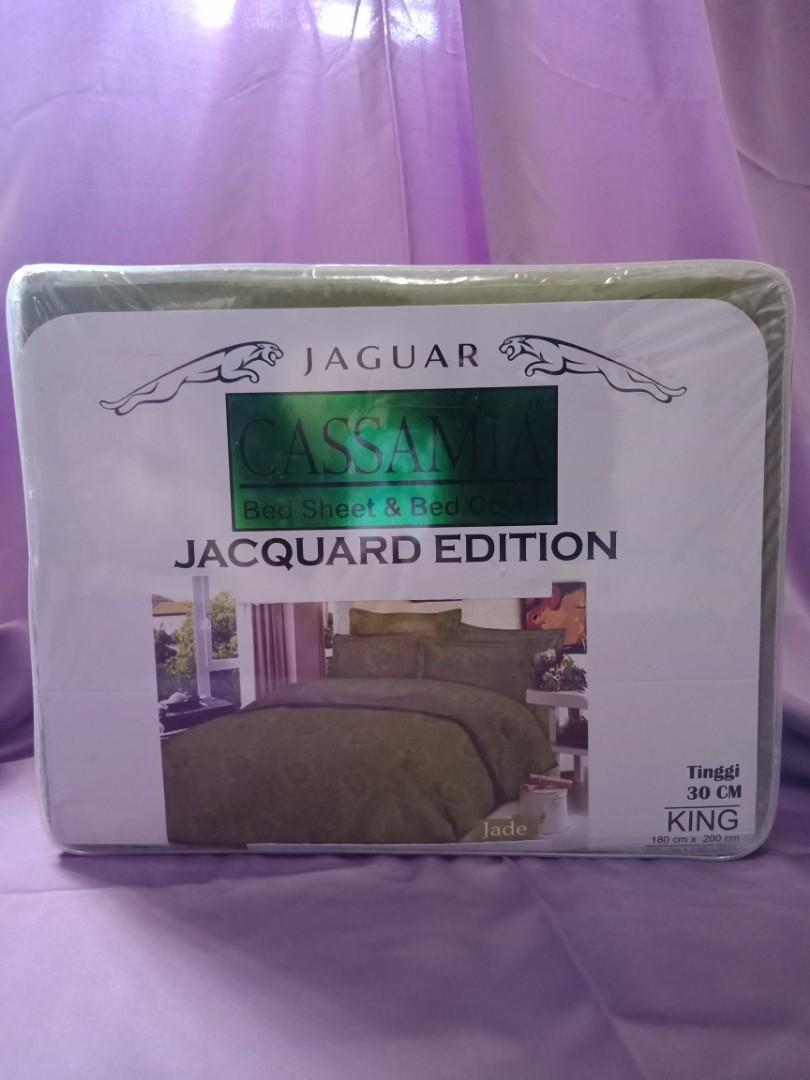 JAGUAR
CASSAMIA
Bed Sheet & Bed Cover
JACQUARD EDITION
Jade
Tinggi
30 CM
KING
180 cm x 200 cm